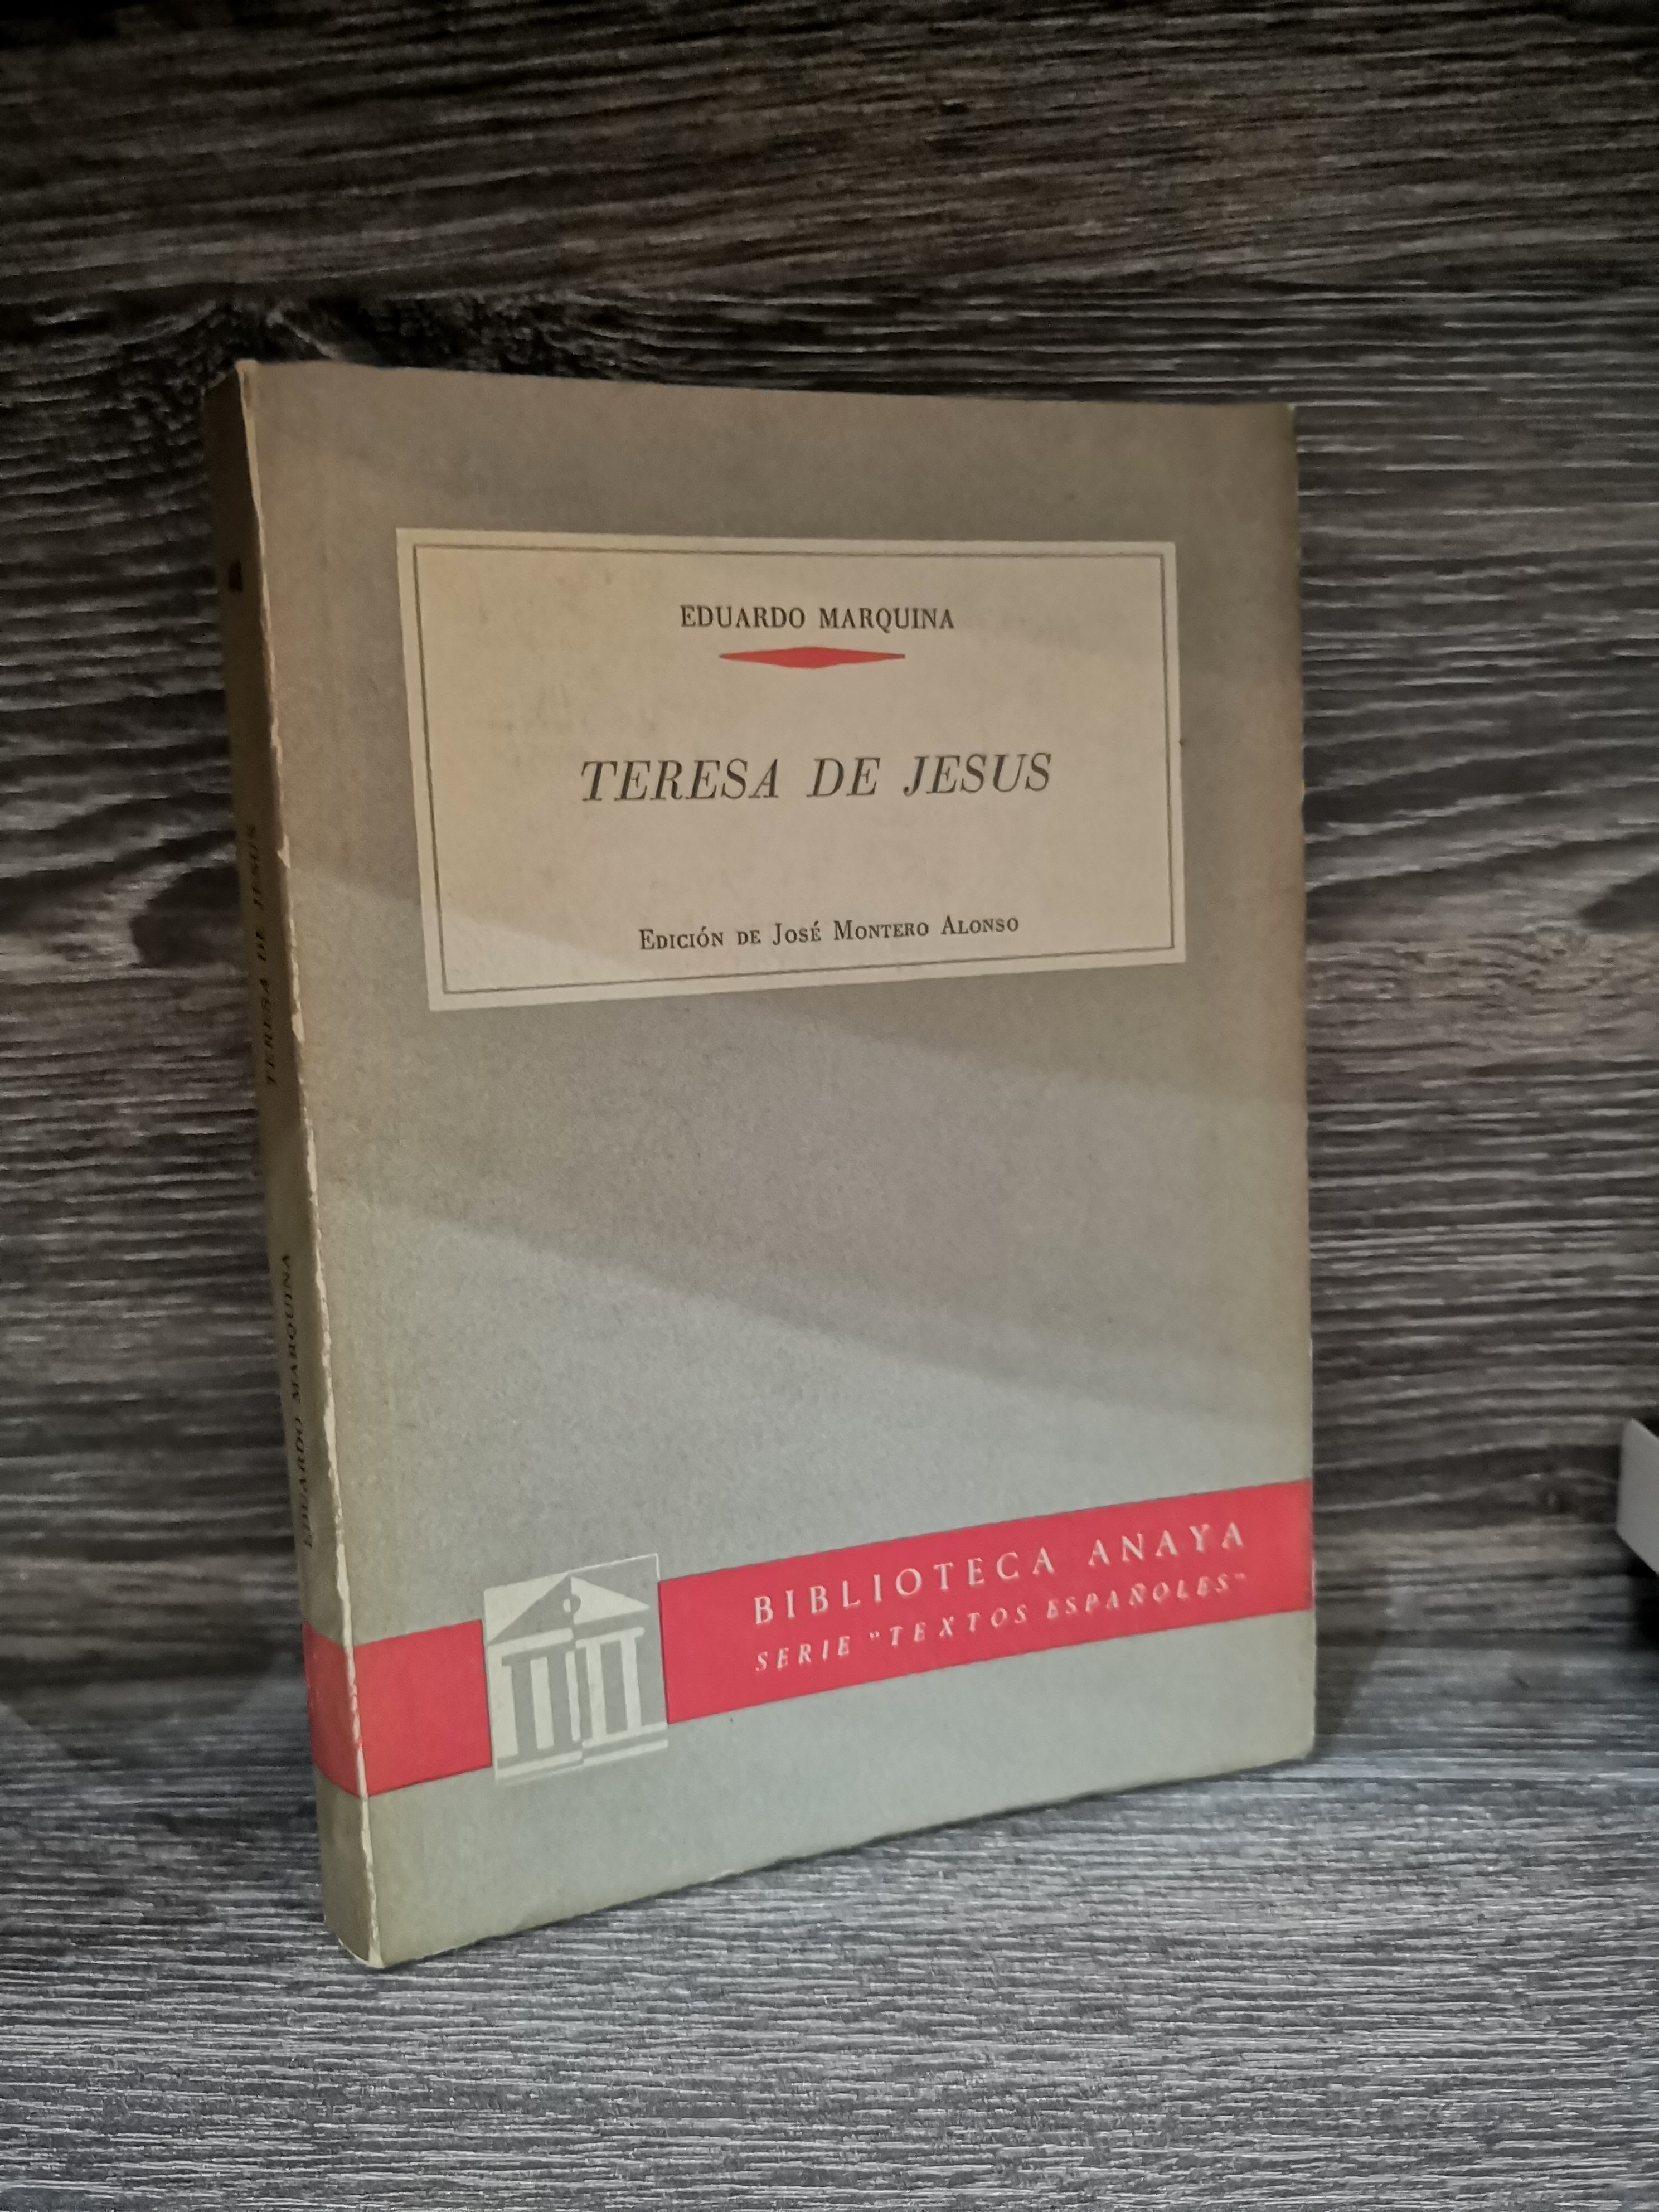 EDUARDO MARQUINA
TERESA DE JESUS
EDICIÓN DE JOSÉ MONTERO ALONSO
BIBLIOTECA ANAYA
SERIE "TEXTOS ESPAÑOLES"
EDUARDO MARQUINA
TERESA DE JESUS